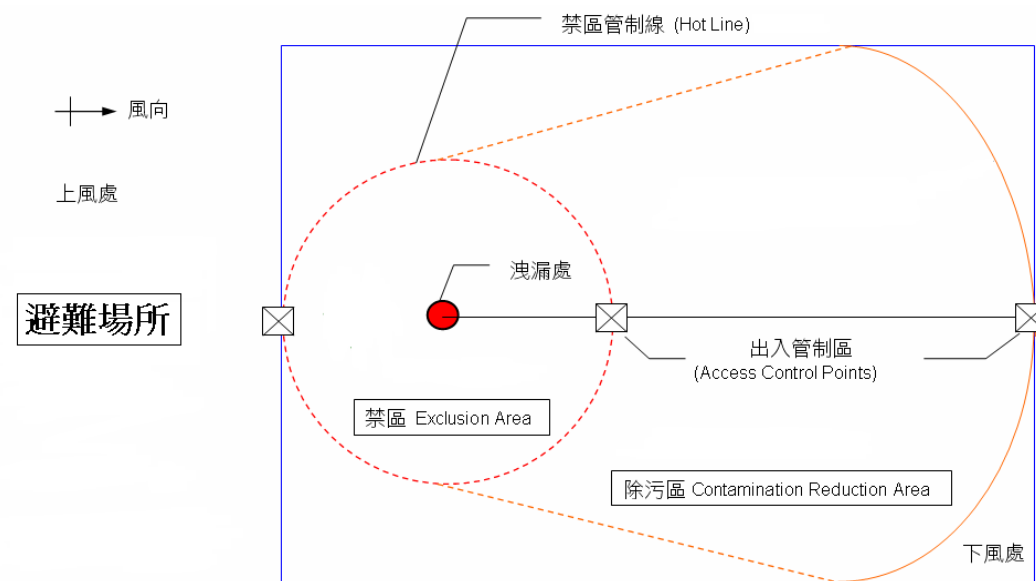 禁區管制線 (Hot Line)
風向
上風處
洩漏處
避難場所
出入管制區
(Access Control Points)
禁區 Exclusion Area
除污區 Contamination Reduction Area
下風處